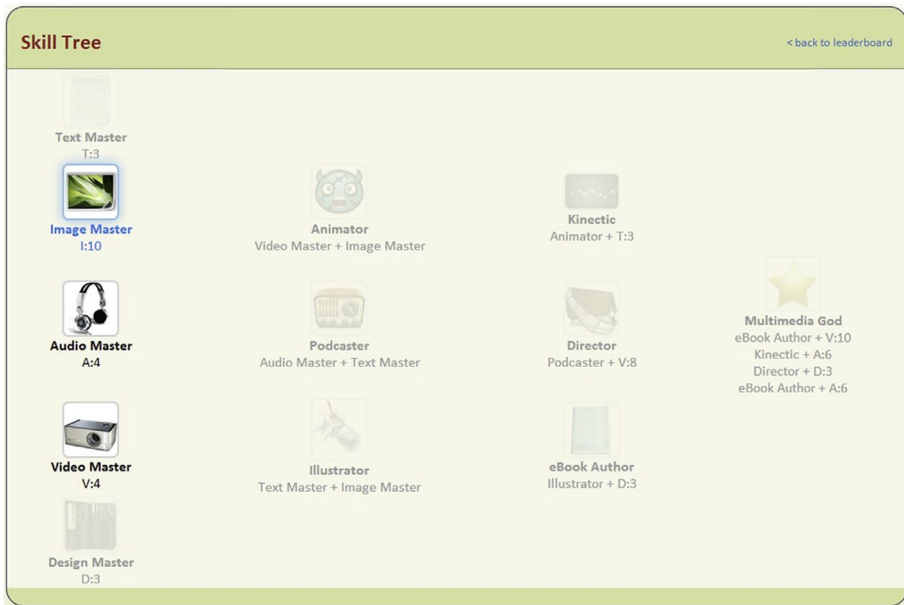 Skill Tree
< back to leaderboard
Text Master
T:3
Image Master
I:10
Audio Master
A:4
Video Master
V:4
Design Master
D:3
Animator
Video Master + Image Master
Podcaster
Audio Master + Text Master
Illustrator
Text Master + Image Master
Kinectic
Animator + T:3
Director
Podcaster + V:8
eBook Author
Illustrator + D:3
Multimedia God
eBook Author + V:10
Kinectic + A:6
Director + D:3
eBook Author + A:6